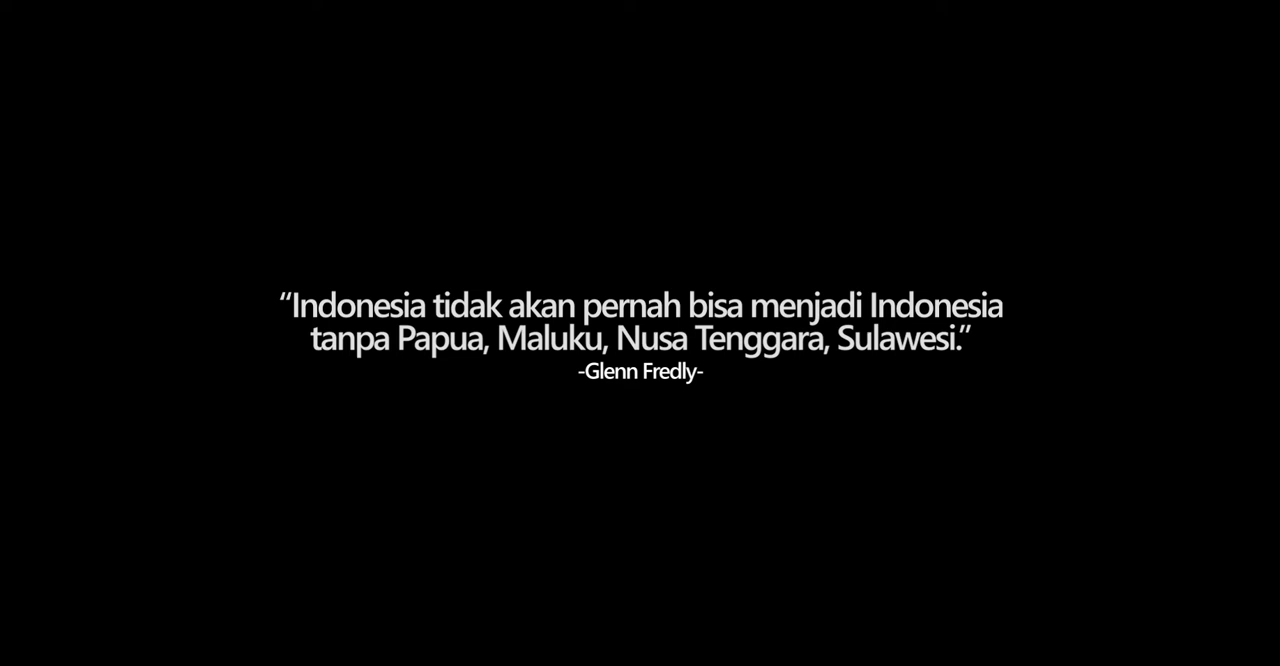 “Indonesia tidak akan pernah bisa menjadi Indonesia
tanpa Papua, Maluku, Nusa Tenggara, Sulawesi.”
-Glenn Fredly-